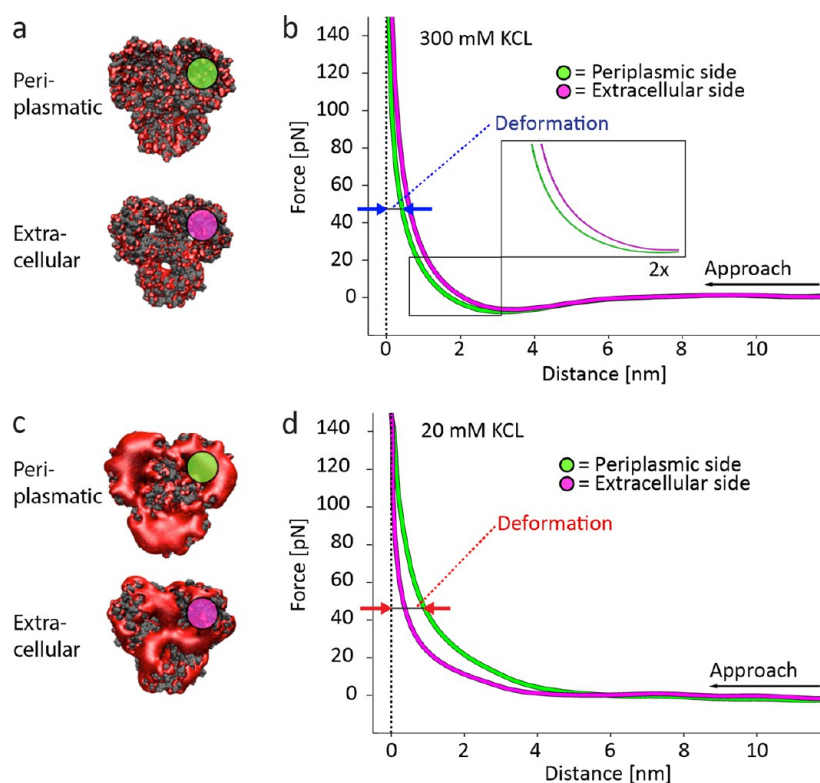 a
Peri-
plasmatic
Extra-
cellular
b
300 mM KCL
= Periplasmic side
= Extracellular side
Deformation
2x
Approach
Force [pN]
140
120
100
80
60
40
20
0
0
2
4
6
8
10
Distance [nm]
c
Peri-
plasmatic
Extra-
cellular
d
20 mM KCL
= Periplasmic side
= Extracellular side
Deformation
Approach
Force [pN]
140
120
100
80
60
40
20
0
0
2
4
6
8
10
Distance [nm]